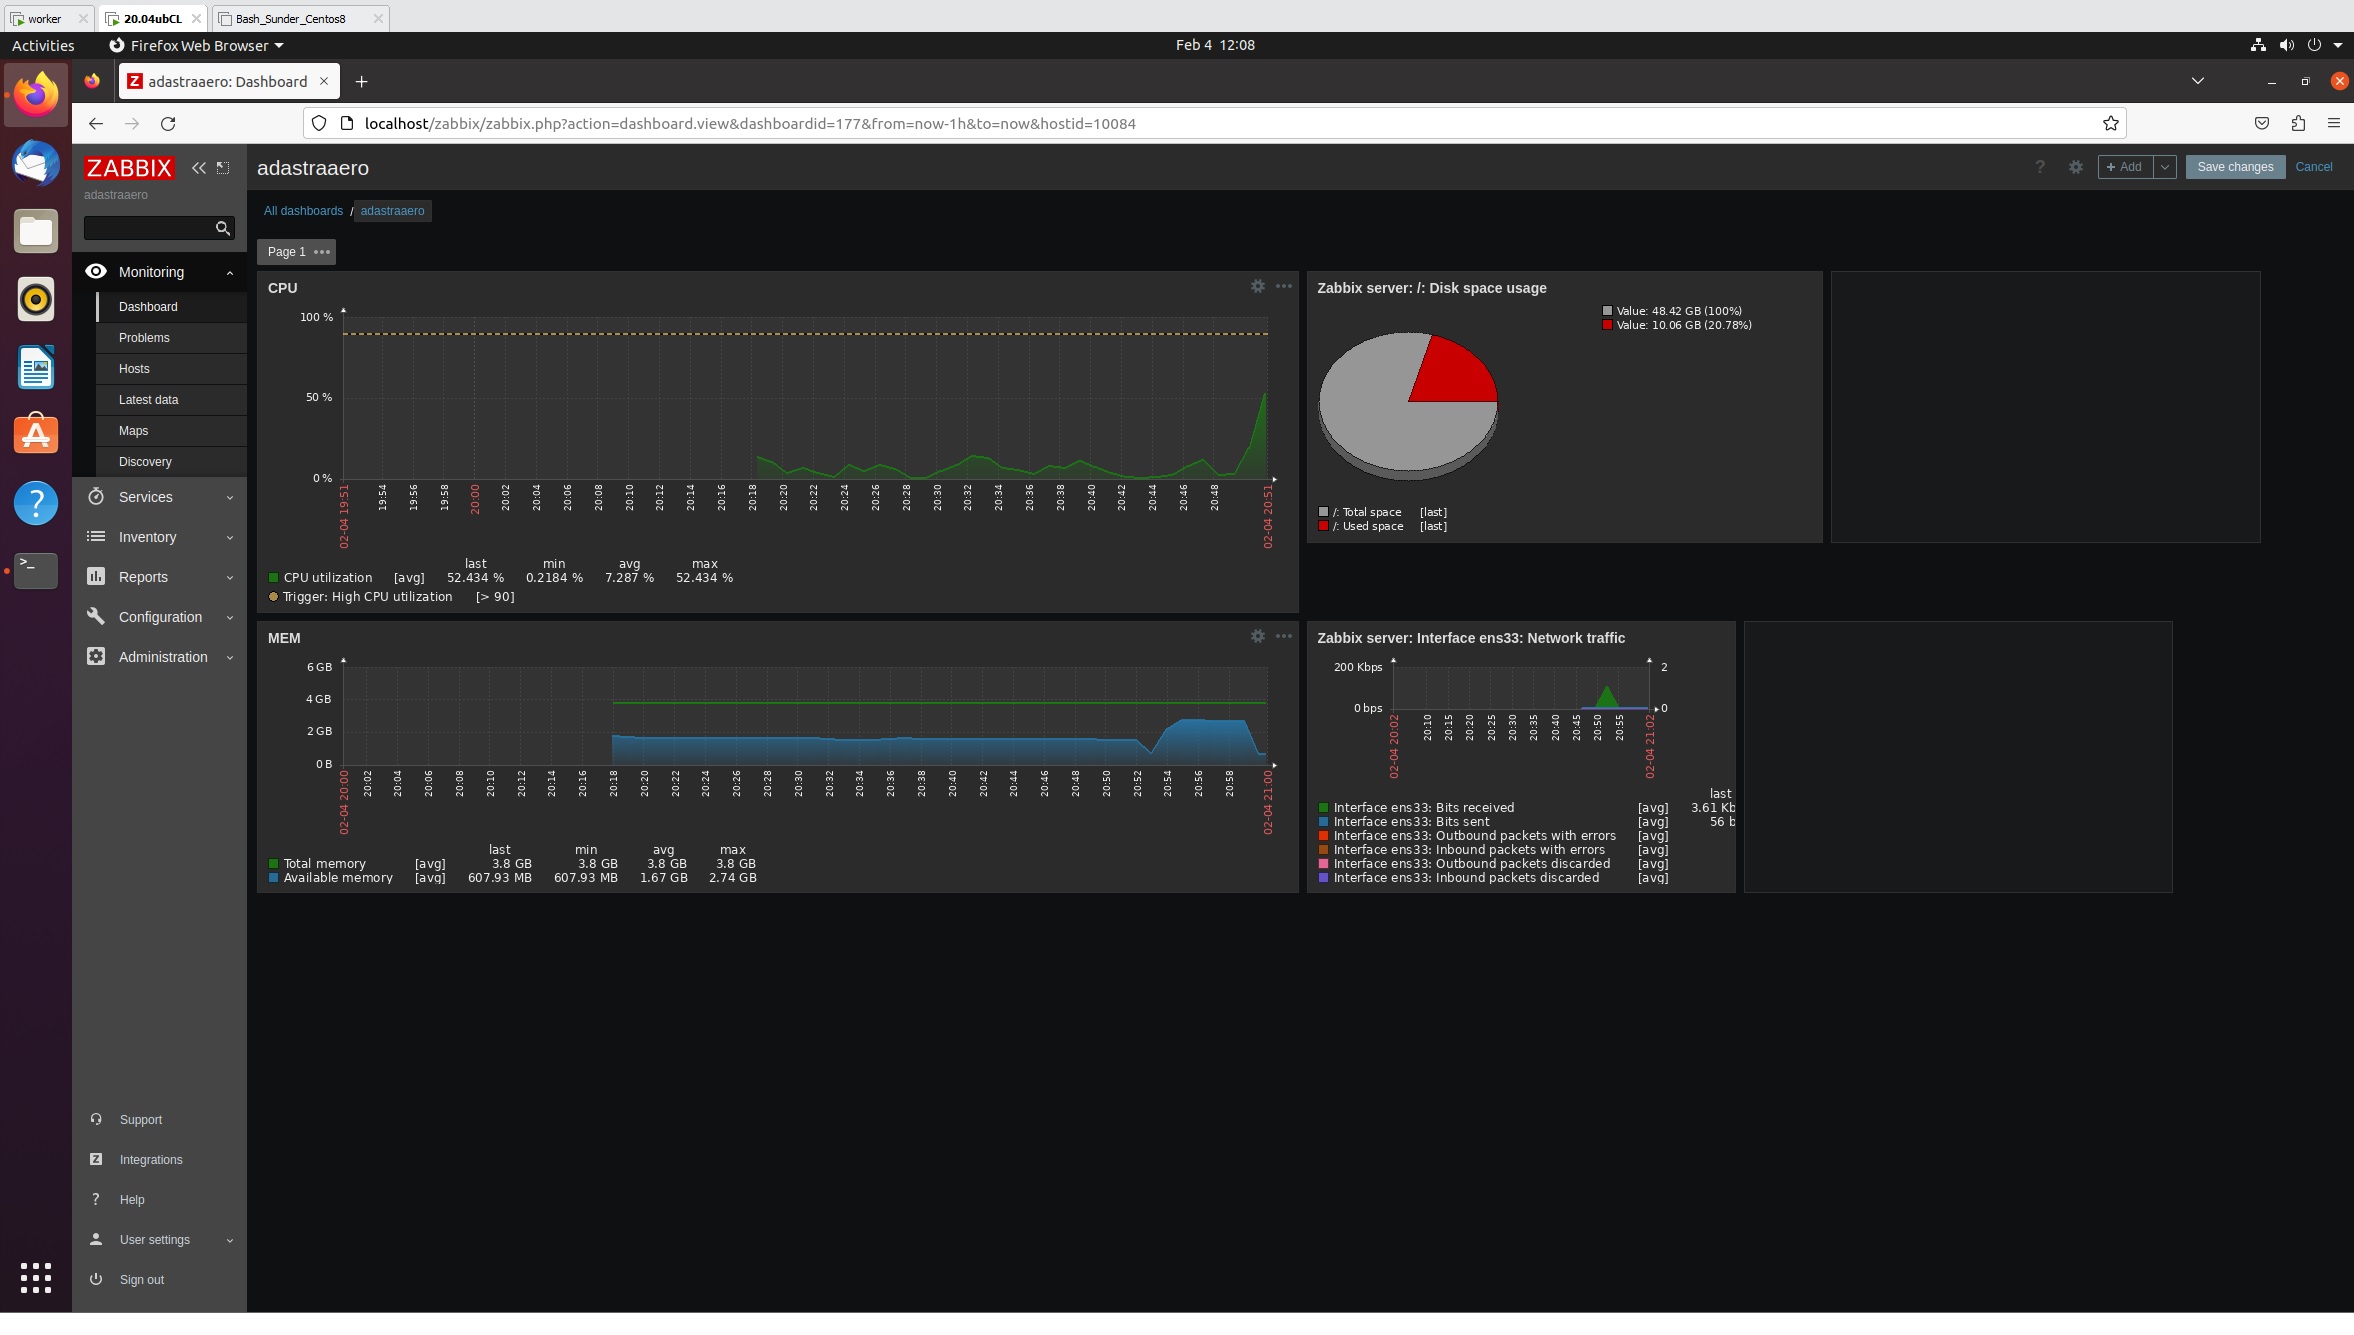 worker
20.04ubCL
Bash_Sunder_Centos8
Activities
Firefox Web Browser
Feb 4 12:08
adastraaero: Dashboard
localhost/zabbix/zabbix.php?action=dashboard.view&dashboardid=177&from=now-1h&to=now&hostid=10084
ZABBIX
adastraaero
Monitoring
Dashboard
Problems
Hosts
Latest data
Maps
Discovery
Services
Inventory
Reports
Configuration
Administration
Support
Integrations
Help
User settings
Sign out
adastraaero
? + Add Save changes Cancel
All dashboards / adastraaero
Page 1
CPU
100 %
50 %
0 %
02-04 19:51 19:54 19:56 19:58 20:00 20:02 20:04 20:06 20:08 20:10 20:12 20:14 20:16 20:18 20:20 20:22 20:24 20:26 20:28 20:30 20:32 20:34 20:36 20:38 20:40 20:42 20:44 20:46 20:48 02-04 20:51
last min avg max
CPU utilization [avg] 52.434 % 0.2184 % 7.287 % 52.434 %
Trigger: High CPU utilization [> 90]
Zabbix server: /: Disk space usage
Value: 48.42 GB (100%)
Value: 10.06 GB (20.78%)
/: Total space [last]
/: Used space [last]
MEM
6 GB
4 GB
2 GB
0 B
02-04 20:00 20:02 20:04 20:06 20:08 20:10 20:12 20:14 20:16 20:18 20:20 20:22 20:24 20:26 20:28 20:30 20:32 20:34 20:36 20:38 20:40 20:42 20:44 20:46 20:48 20:50 20:52 20:54 20:56 20:58 02-04 21:00
last min avg max
Total memory [avg] 3.8 GB 3.8 GB 3.8 GB 3.8 GB
Available memory [avg] 607.93 MB 607.93 MB 1.67 GB 2.74 GB
Zabbix server: Interface ens33: Network traffic
200 Kbps 2
0 bps 0
02-04 20:02 20:10 20:15 20:20 20:25 20:30 20:35 20:40 20:45 20:50 20:55 02-04 21:02
last
Interface ens33: Bits received [avg] 3.61 Kb
Interface ens33: Bits sent [avg] 56 b
Interface ens33: Outbound packets with errors [avg]
Interface ens33: Inbound packets with errors [avg]
Interface ens33: Outbound packets discarded [avg]
Interface ens33: Inbound packets discarded [avg]